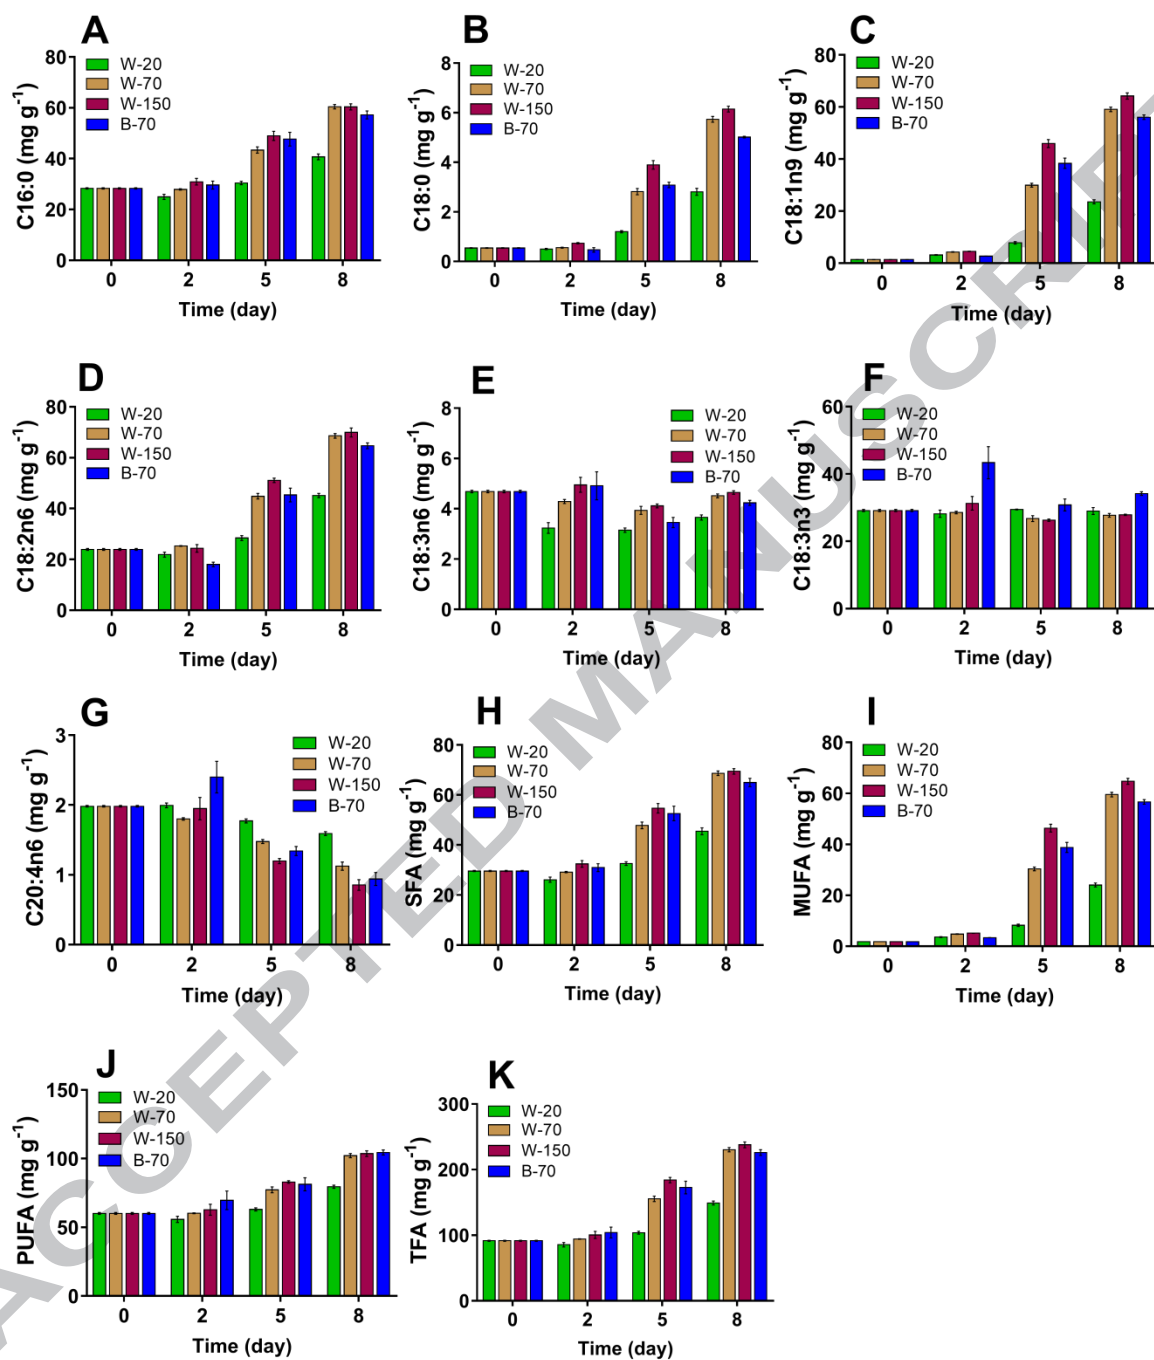 A
C16:0 (mg g-1)
80
60
40
20
0
W-20
W-70
W-150
B-70
0 2 5 8
Time (day)
B
C18:0 (mg g-1)
8
6
4
2
0
W-20
W-70
W-150
B-70
0 2 5 8
Time (day)
C
C18:1n9 (mg g-1)
80
60
40
20
0
W-20
W-70
W-150
B-70
0 2 5 8
Time (day)
D
C18:2n6 (mg g-1)
80
60
40
20
0
W-20
W-70
W-150
B-70
0 2 5 8
Time (day)
E
C18:3n6 (mg g-1)
8
6
4
2
0
W-20
W-70
W-150
B-70
0 2 5 8
Time (day)
F
C18:3n3 (mg g-1)
60
40
20
0
W-20
W-70
W-150
B-70
0 2 5 8
Time (day)
G
C20:4n6 (mg g-1)
3
2
1
0
W-20
W-70
W-150
B-70
0 2 5 8
Time (day)
H
SFA (mg g-1)
80
60
40
20
0
W-20
W-70
W-150
B-70
0 2 5 8
Time (day)
I
MUFA (mg g-1)
80
60
40
20
0
W-20
W-70
W-150
B-70
0 2 5 8
Time (day)
J
PUFA (mg g-1)
150
100
50
0
W-20
W-70
W-150
B-70
0 2 5 8
Time (day)
K
TFA (mg g-1)
300
200
100
0
W-20
W-70
W-150
B-70
0 2 5 8
Time (day)
ACCEPTED MANUSCRIPT